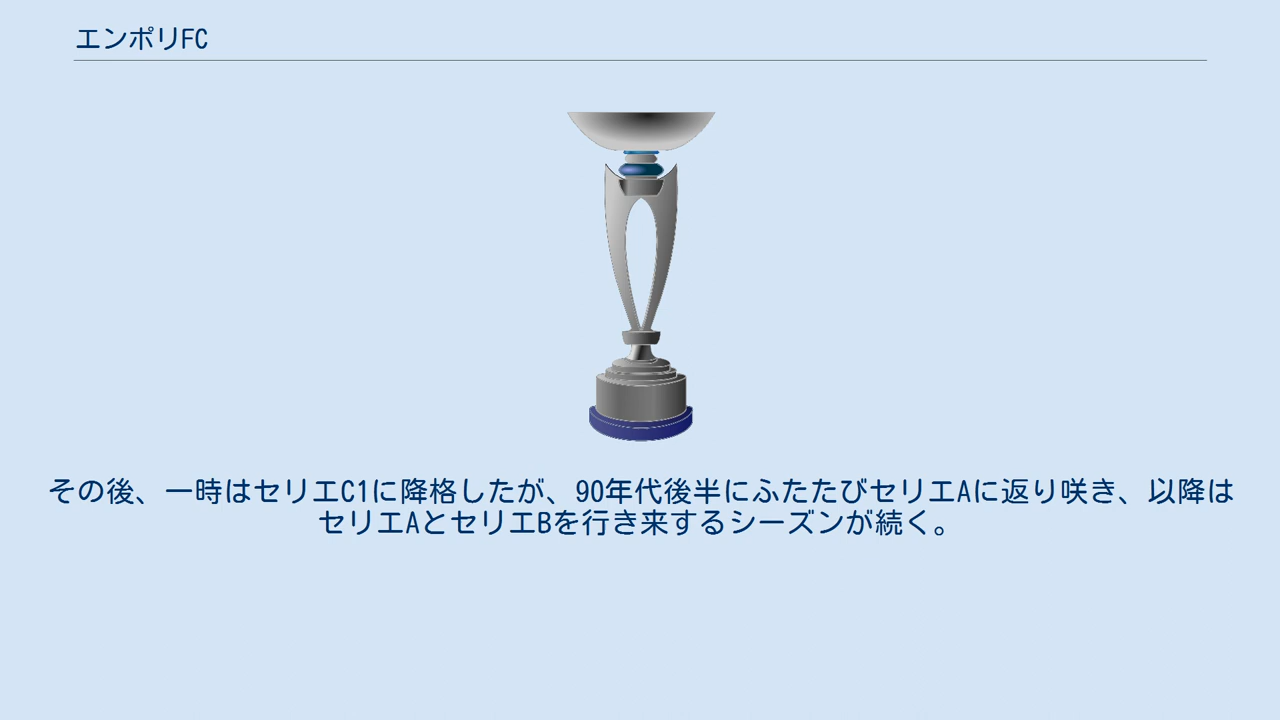 エンポリFC
その後、一時はセリエC1に降格したが、90年代後半にふたたびセリエAに返り咲き、以降は
セリエAとセリエBを行き来するシーズンが続く。